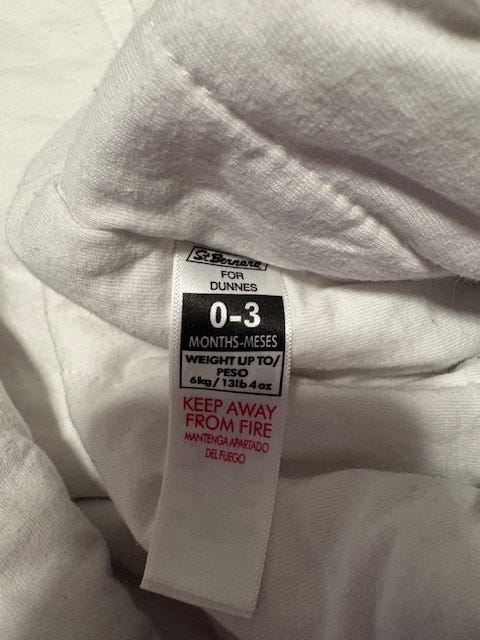 St Bernard
FOR
DUNNES
0-3
MONTHS-MESES
WEIGHT UP TO/
PESO
6kg / 13lb 4oz
KEEP AWAY
FROM FIRE
MANTENGA APARTADO
DEL FUEGO